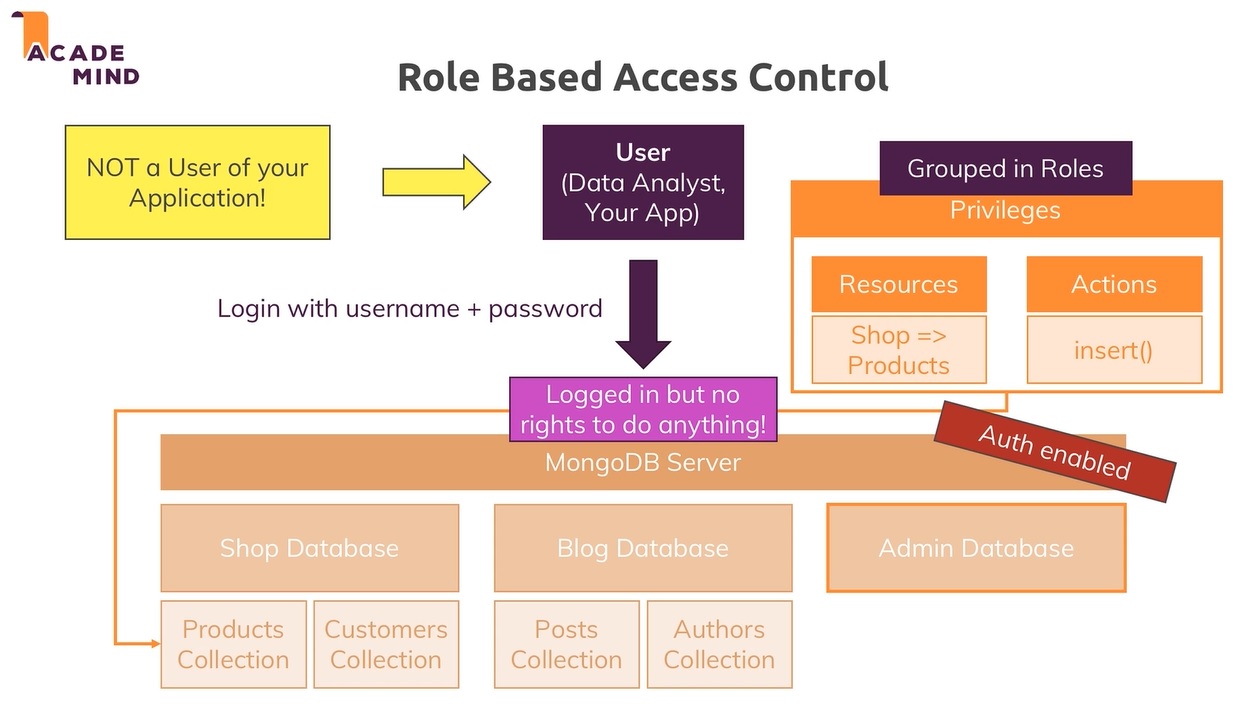 ACADE
MIND
Role Based Access Control
NOT a User of your
Application!
User
(Data Analyst,
Your App)
Grouped in Roles
Privileges
Resources
Actions
Shop =>
Products
insert()
Login with username + password
Logged in but no
rights to do anything!
Auth enabled
MongoDB Server
Shop Database
Blog Database
Admin Database
Products
Collection
Customers
Collection
Posts
Collection
Authors
Collection